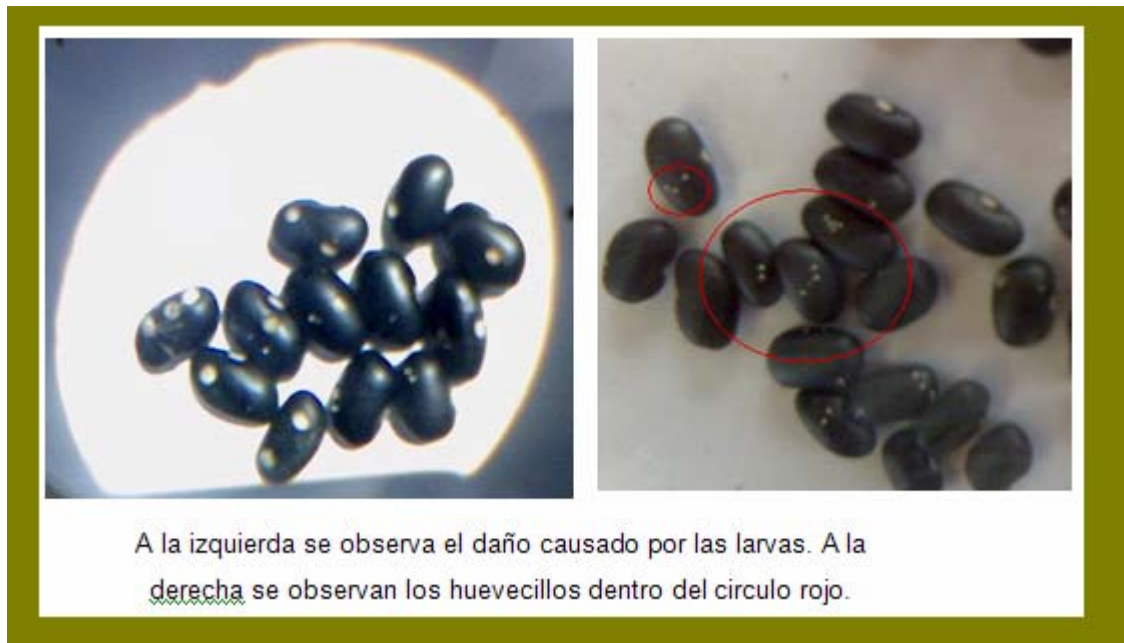 A la izquierda se observa el daño causado por las larvas. A la
derecha se observan los huevecillos dentro del circulo rojo.